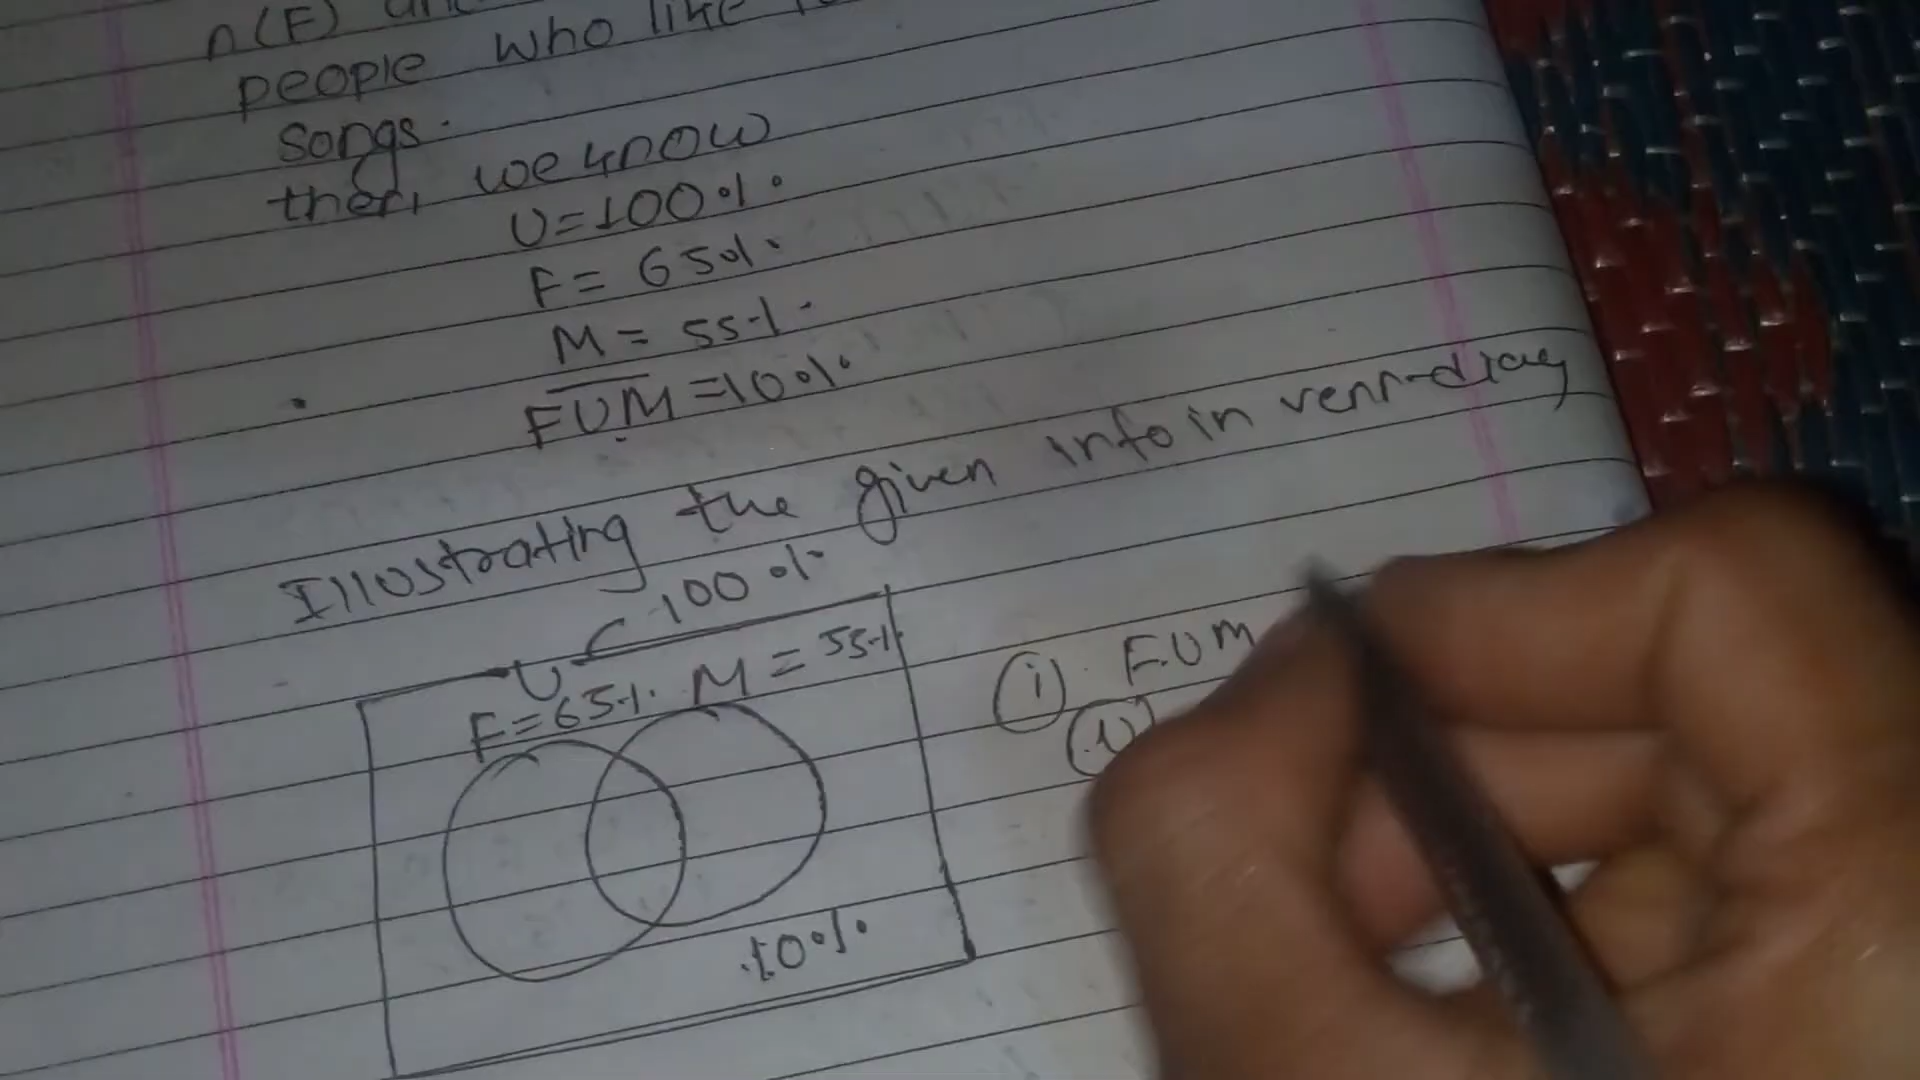 n(F)
people who like
songs.
then, we know
U=100%.
F= 65%.
M = 55%.
F∪M =10%.
Illustrating the given info in venn-diag
100%
U
F=65%. M = 55%
10%.
(i) F∪M